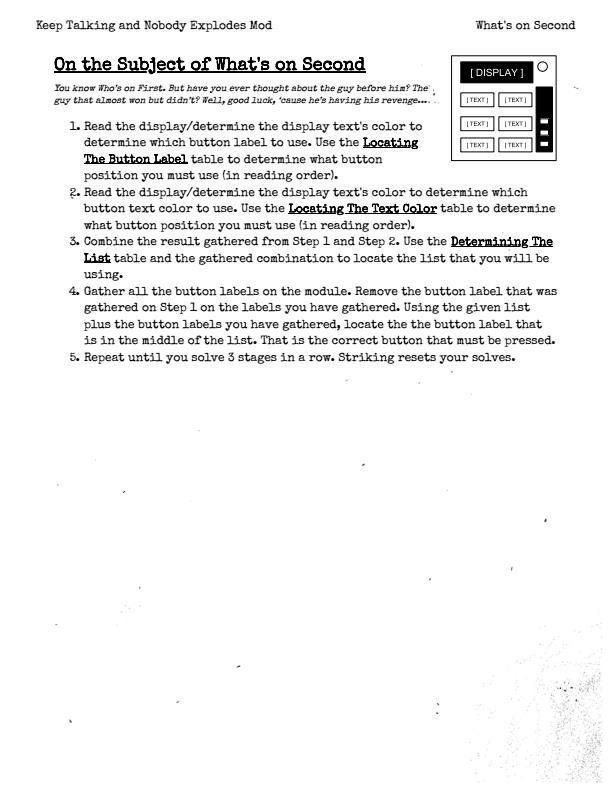 Keep Talking and Nobody Explodes Mod
What's on Second
On the Subject of What's on Second
You know Who's on First. But have you ever thought about the guy before him? The
guy that almost won but didn't? Well, good luck, 'cause he's having his revenge...
[ DISPLAY ]
[ TEXT ] [ TEXT ]
[ TEXT ] [ TEXT ]
[ TEXT ] [ TEXT ]
1. Read the display/determine the display text's color to
determine which button label to use. Use the Locating
The Button Label table to determine what button
position you must use (in reading order).
2. Read the display/determine the display text's color to determine which
button text color to use. Use the Locating The Text Color table to determine
what button position you must use (in reading order).
3. Combine the result gathered from Step 1 and Step 2. Use the Determining The
List table and the gathered combination to locate the list that you will be
using.
4. Gather all the button labels on the module. Remove the button label that was
gathered on Step 1 on the labels you have gathered. Using the given list
plus the button labels you have gathered, locate the the button label that
is in the middle of the list. That is the correct button that must be pressed.
5. Repeat until you solve 3 stages in a row. Striking resets your solves.